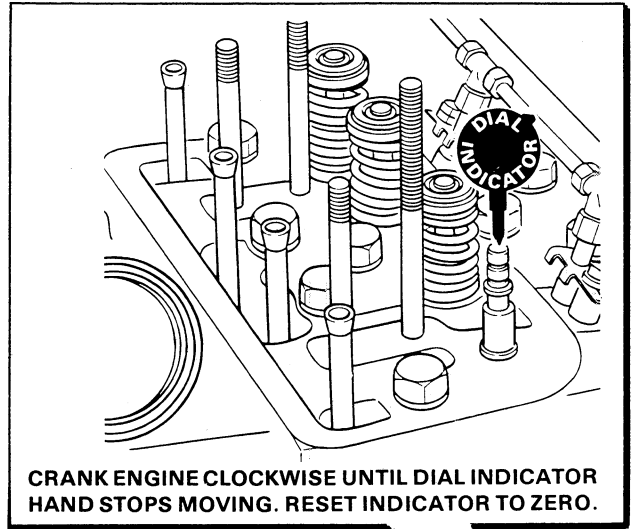 DIAL
INDICATOR
CRANK ENGINE CLOCKWISE UNTIL DIAL INDICATOR
HAND STOPS MOVING. RESET INDICATOR TO ZERO.